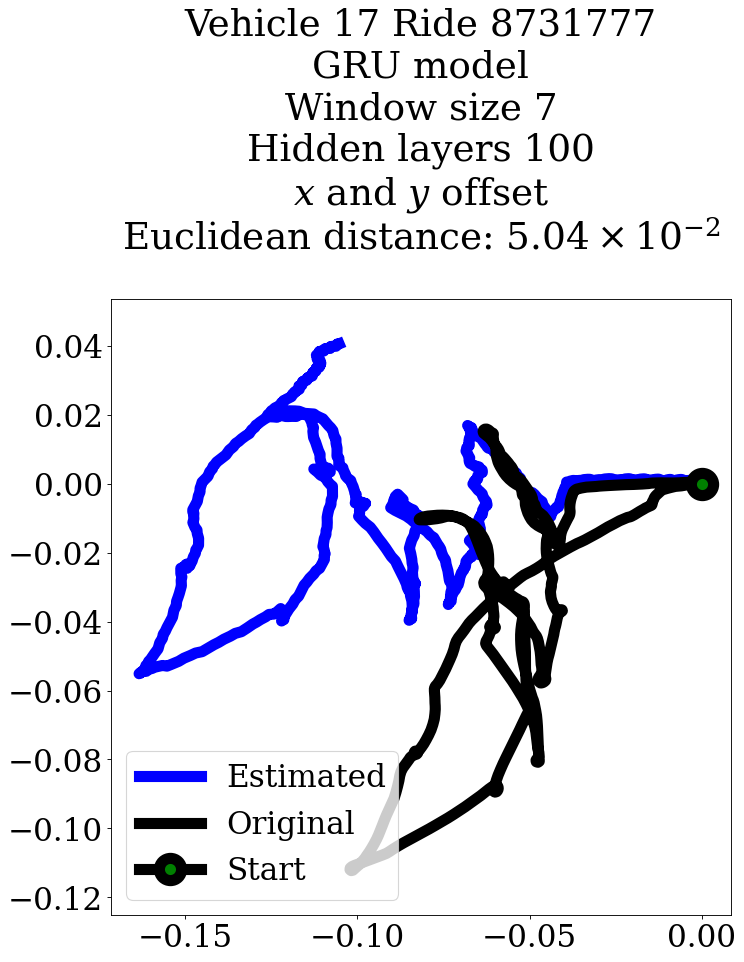 Vehicle 17 Ride 8731777
GRU model
Window size 7
Hidden layers 100
x and y offset
Euclidean distance: 5.04 × 10⁻²
0.04
0.02
0.00
−0.02
−0.04
−0.06
−0.08
−0.10
−0.12
Estimated
Original
Start
−0.15
−0.10
−0.05
0.00